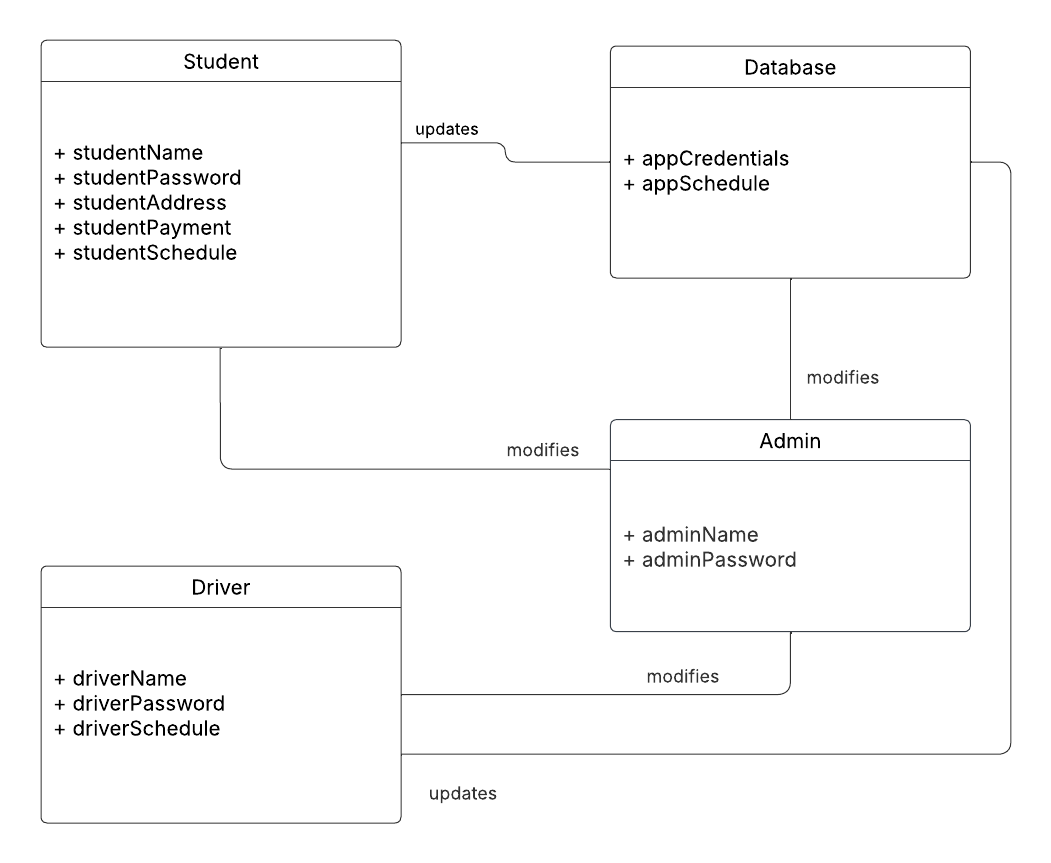 Student
+ studentName
+ studentPassword
+ studentAddress
+ studentPayment
+ studentSchedule
updates
Database
+ appCredentials
+ appSchedule
modifies
modifies
Admin
+ adminName
+ adminPassword
Driver
+ driverName
+ driverPassword
+ driverSchedule
modifies
updates